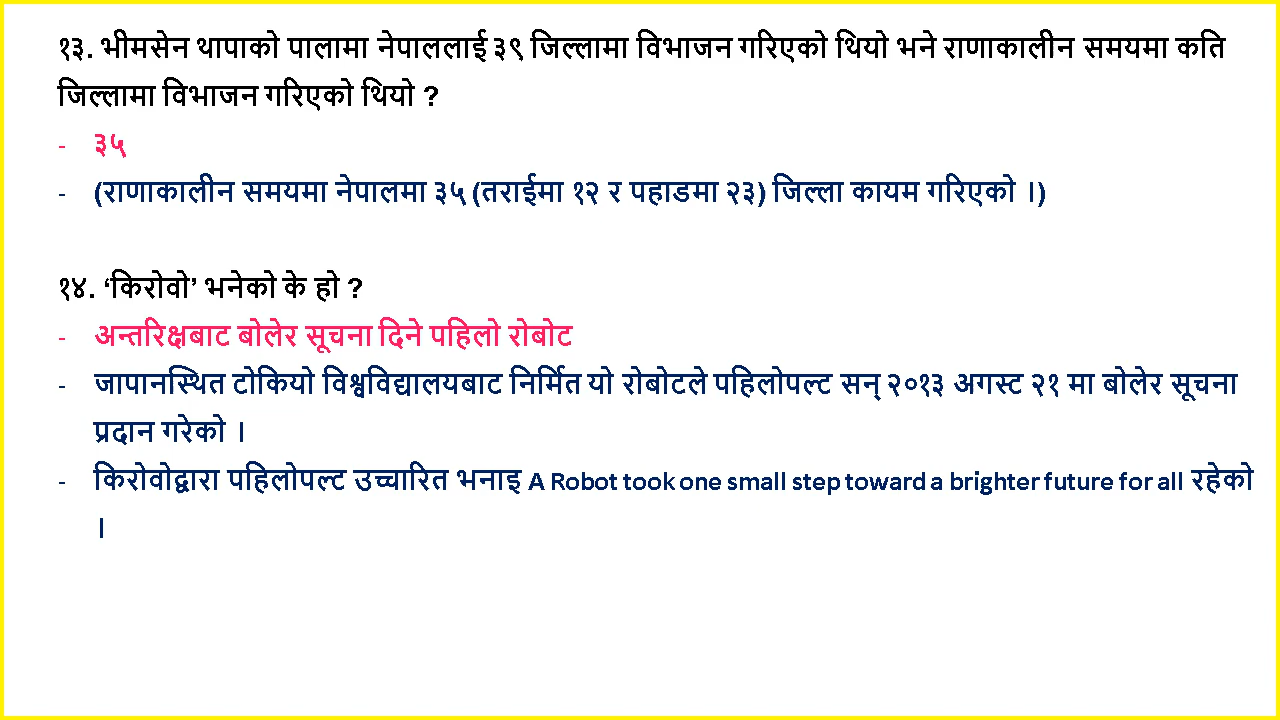 १३. भीमसेन थापाको पालामा नेपाललाई ३९ जिल्लामा विभाजन गरिएको थियो भने राणाकालीन समयमा कति
जिल्लामा विभाजन गरिएको थियो ?
- ३५
- (राणाकालीन समयमा नेपालमा ३५ (तराईमा १२ र पहाडमा २३) जिल्ला कायम गरिएको ।)
१४. ‘किरोवो’ भनेको के हो ?
- अन्तरिक्षबाट बोलेर सूचना दिने पहिलो रोबोट
- जापानस्थित टोकियो विश्वविद्यालयबाट निर्मित यो रोबोटले पहिलोपल्ट सन् २०१३ अगस्ट २१ मा बोलेर सूचना
प्रदान गरेको ।
- किरोवोद्वारा पहिलोपल्ट उच्चारित भनाइ A Robot took one small step toward a brighter future for all रहेको
।